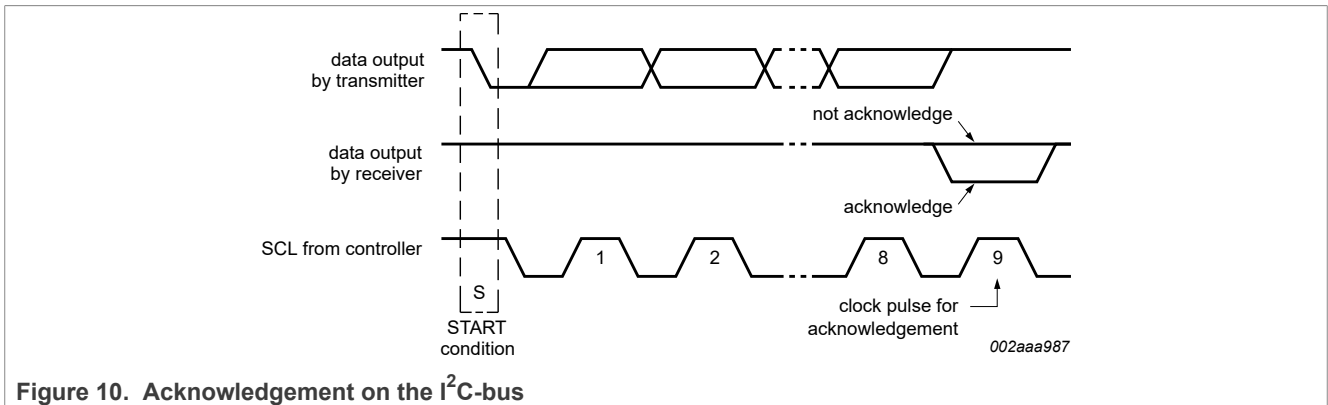 data output
by transmitter
not acknowledge
data output
by receiver
acknowledge
SCL from controller
1
2
8
9
S
START
condition
clock pulse for
acknowledgement
002aaa987
Figure 10. Acknowledgement on the I²C-bus